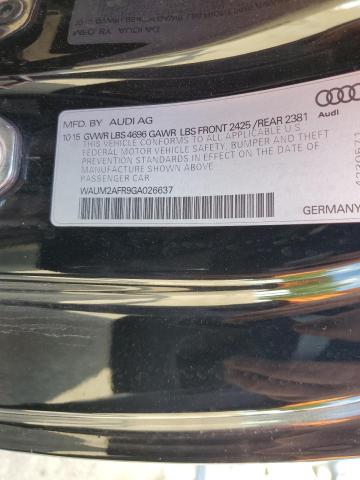 MFD. BY AUDI AG
Audi
10 15 GVWR LBS 4696 GAWR LBS FRONT 2425 /REAR 2381
THIS VEHICLE CONFORMS TO ALL APPLICABLE U.S.
FEDERAL MOTOR VEHICLE SAFETY, BUMPER AND THEFT
PREVENTION STANDARDS IN EFFECT ON THE DATE OF
MANUFACTURE SHOWN ABOVE.
PASSENGER CAR
WAUM2AFR9GA026637
GERMANY